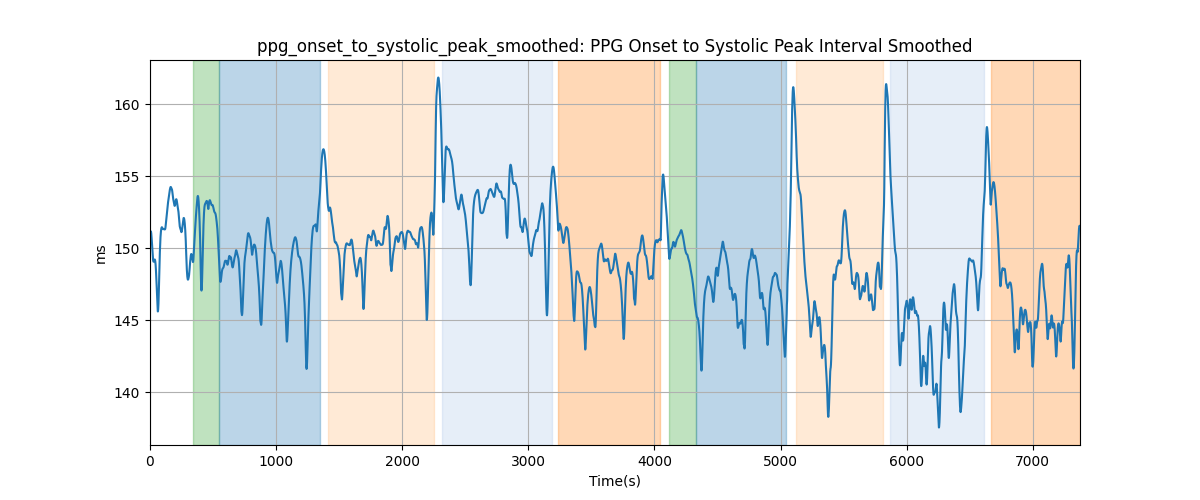 ppg_onset_to_systolic_peak_smoothed: PPG Onset to Systolic Peak Interval Smoothed
160
155
150
145
140
ms
0 1000 2000 3000 4000 5000 6000 7000
Time(s)